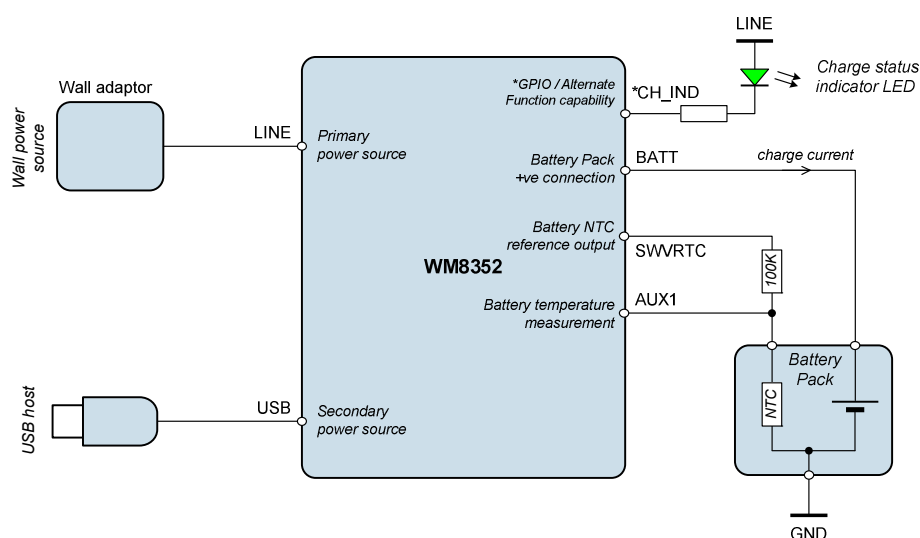 LINE
*GPIO / Alternate
Function capability
*CH_IND
Charge status
indicator LED
Wall adaptor
Wall power
source
LINE
Primary
power source
Battery Pack
+ve connection
BATT
charge current
Battery NTC
reference output
SWVRTC
WM8352
100K
Battery temperature
measurement
AUX1
Battery
Pack
NTC
USB host
USB
Secondary
power source
GND